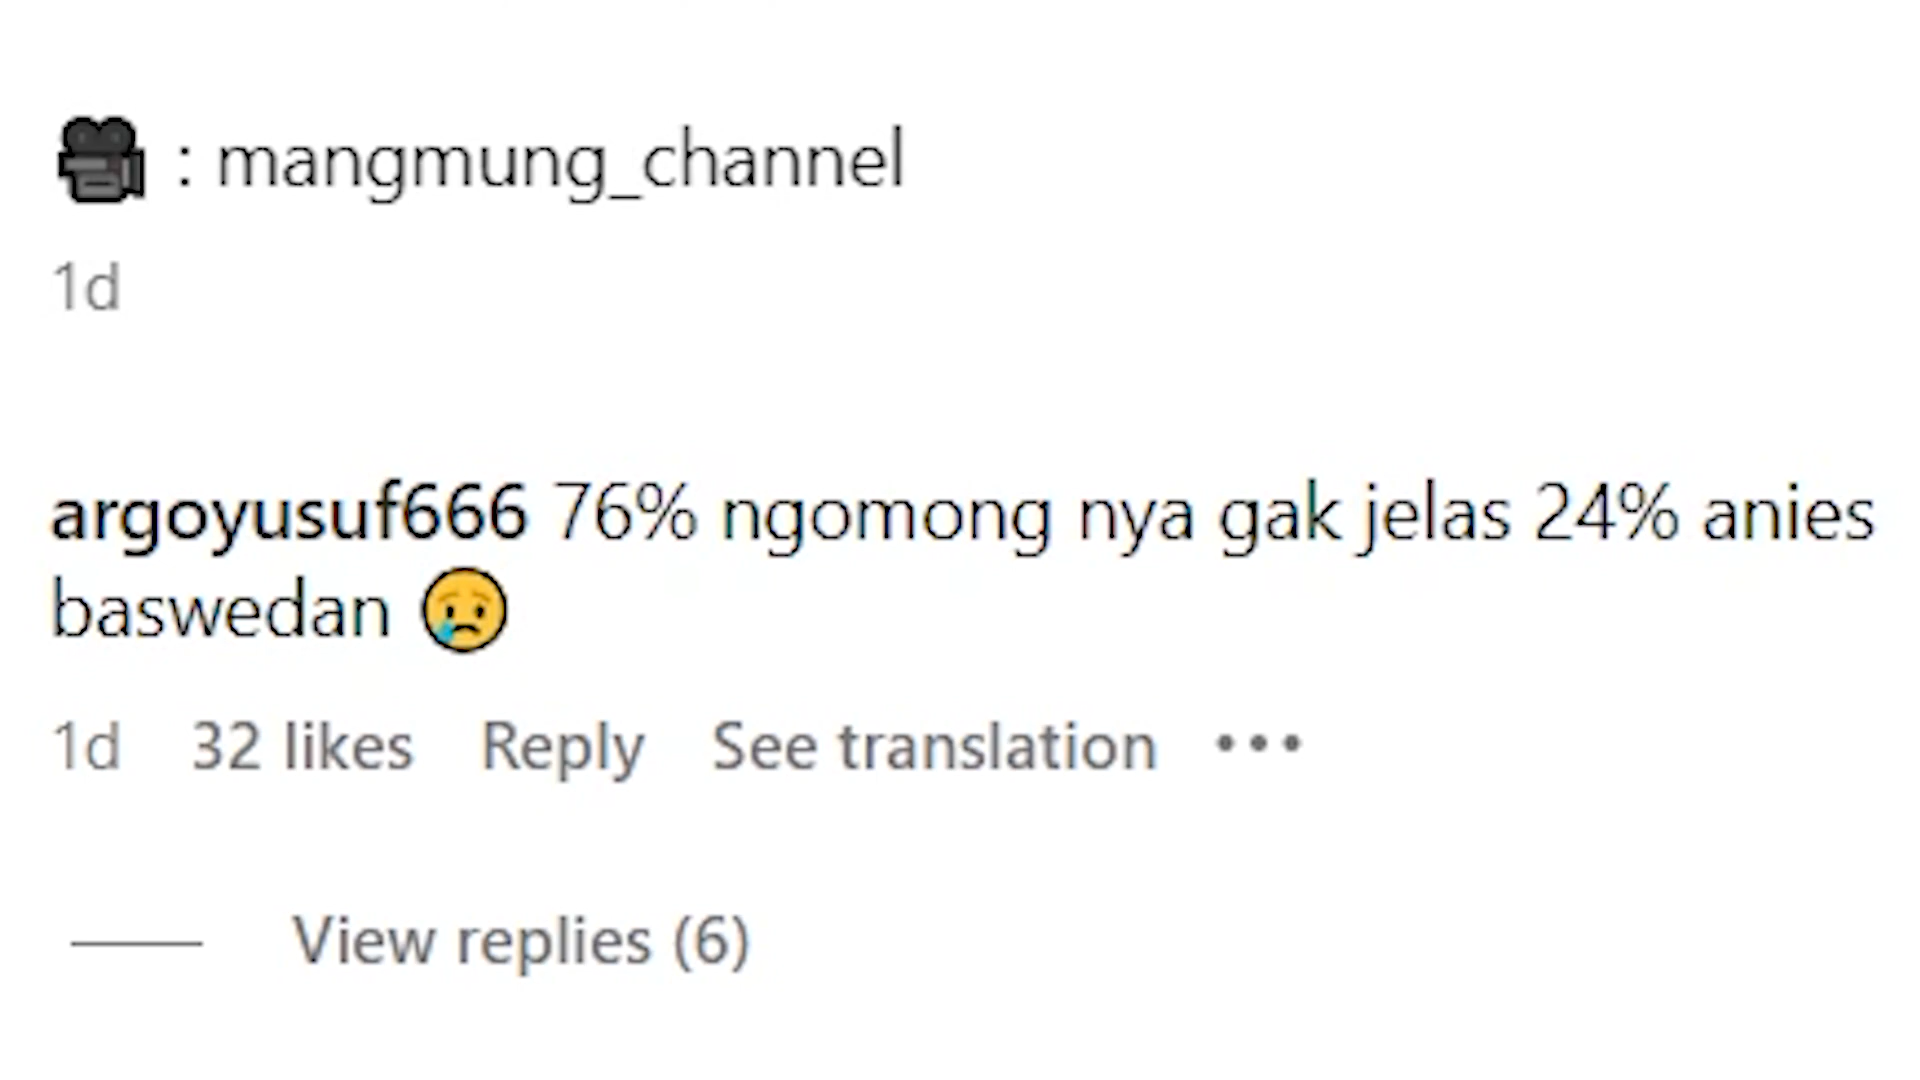 🎥 : mangmung_channel
1d
argoyusuf666 76% ngomong nya gak jelas 24% anies
baswedan 😢
1d 32 likes Reply See translation •••
View replies (6)